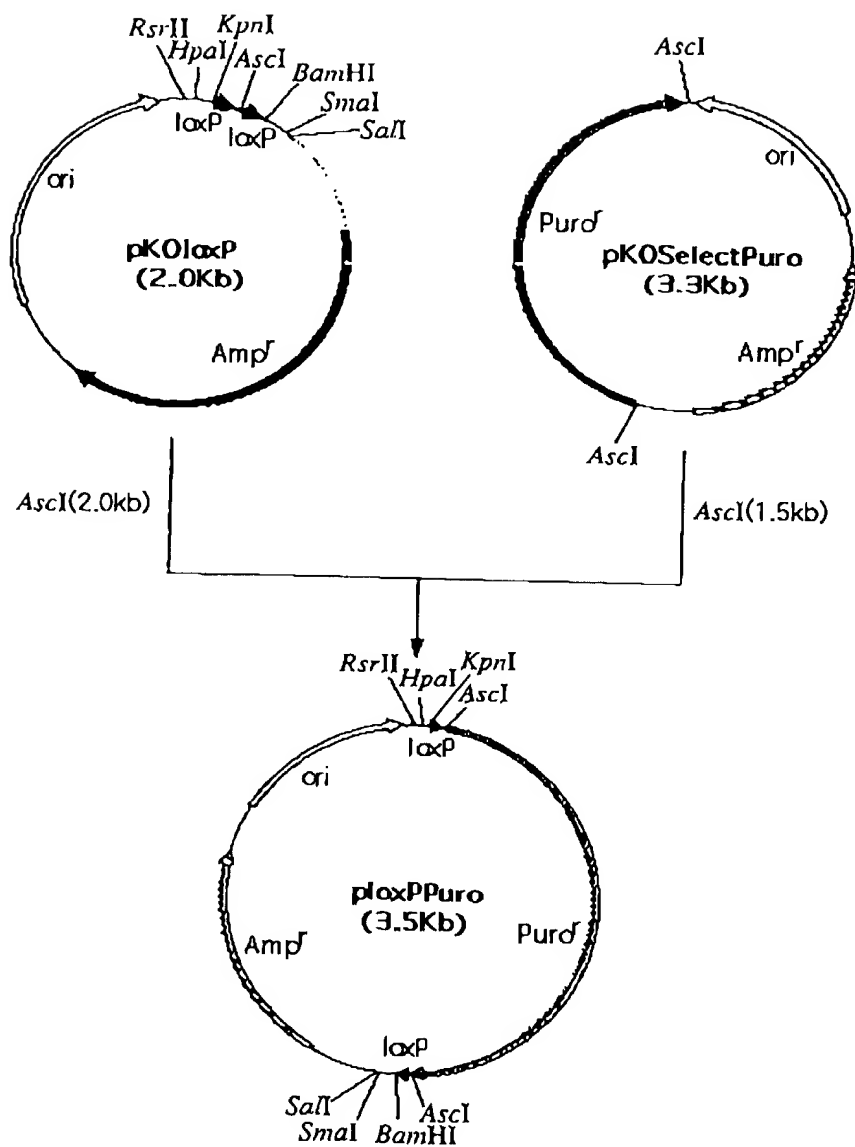 RsrII
HpaI
KpnI
AscI
BamHI
SmaI
SalI
loxP
loxP
ori
pKOloxP
(2.0Kb)
Ampʳ
AscI
ori
Puroʳ
pKOSelectPuro
(3.3Kb)
Ampʳ
AscI
AscI(2.0kb)
AscI(1.5kb)
RsrII
HpaI
KpnI
AscI
loxP
ori
ploxPPuro
(3.5Kb)
Ampʳ
Puroʳ
loxP
SalI
SmaI
BamHI
AscI